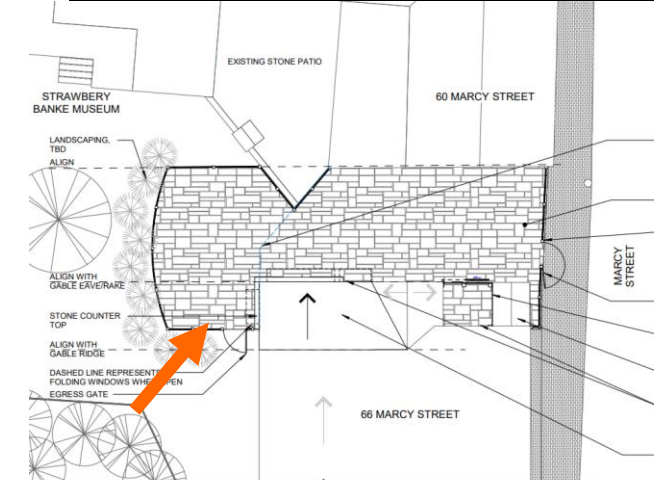 EXISTING STONE PATIO
STRAWBERY
BANKE MUSEUM
60 MARCY STREET
LANDSCAPING,
TBD
ALIGN
MARCY
STREET
ALIGN WITH
GABLE EAVE/RAKE
STONE COUNTER
TOP
ALIGN WITH
GABLE RIDGE
DASHED LINE REPRESENTS
FOLDING WINDOWS WHEN OPEN
EGRESS GATE
66 MARCY STREET